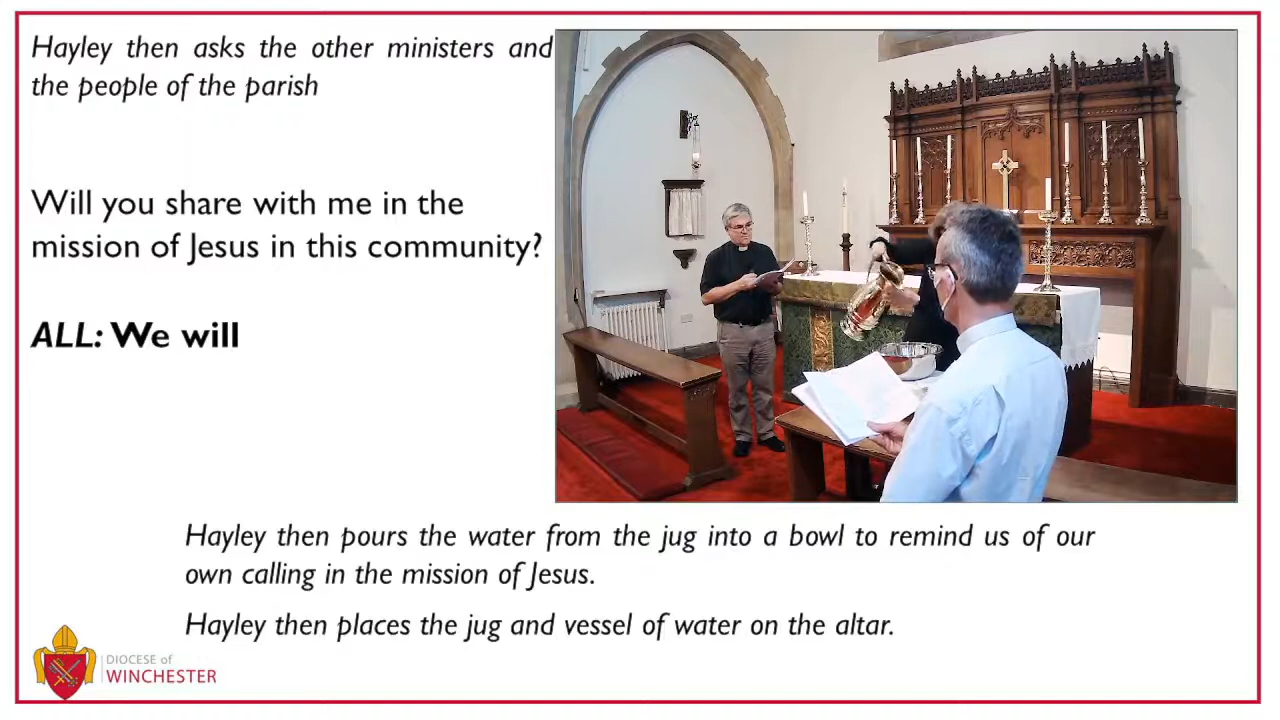 Hayley then asks the other ministers and
the people of the parish
Will you share with me in the
mission of Jesus in this community?
ALL: We will
Hayley then pours the water from the jug into a bowl to remind us of our
own calling in the mission of Jesus.
Hayley then places the jug and vessel of water on the altar.
DIOCESE of
WINCHESTER